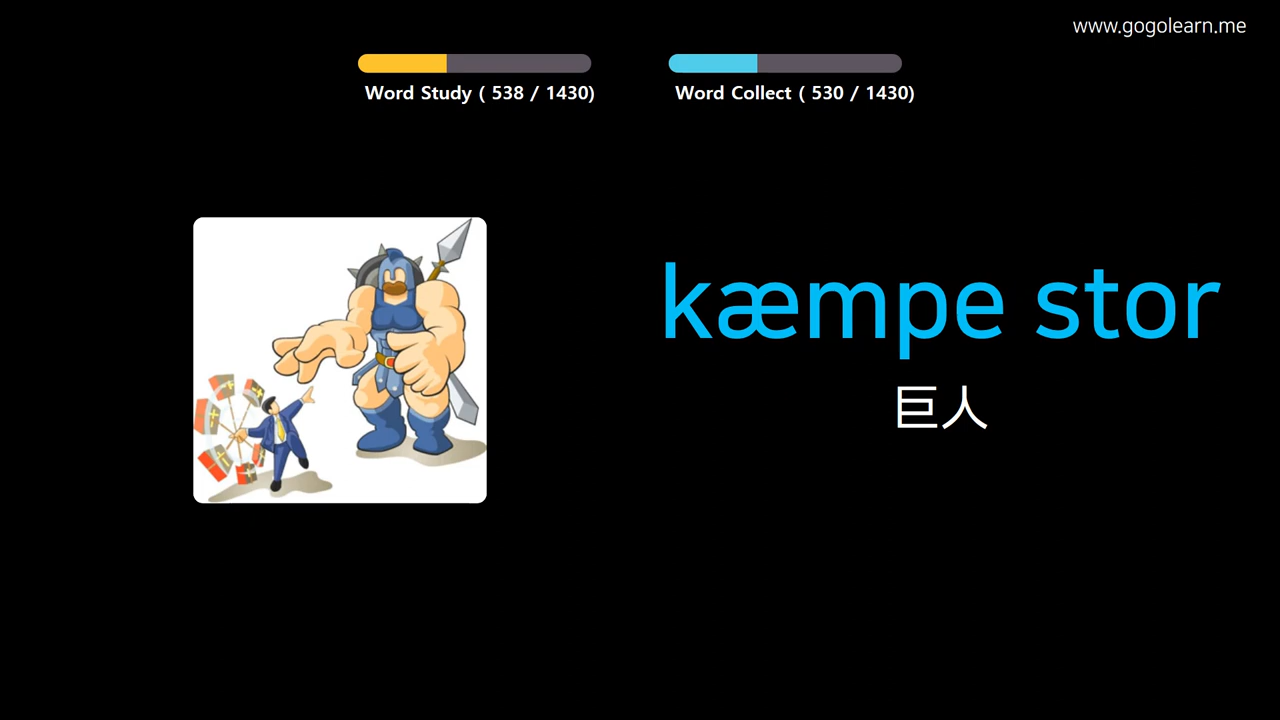 www.gogolearn.me
Word Study ( 538 / 1430)
Word Collect ( 530 / 1430)
kæmpe stor
巨人